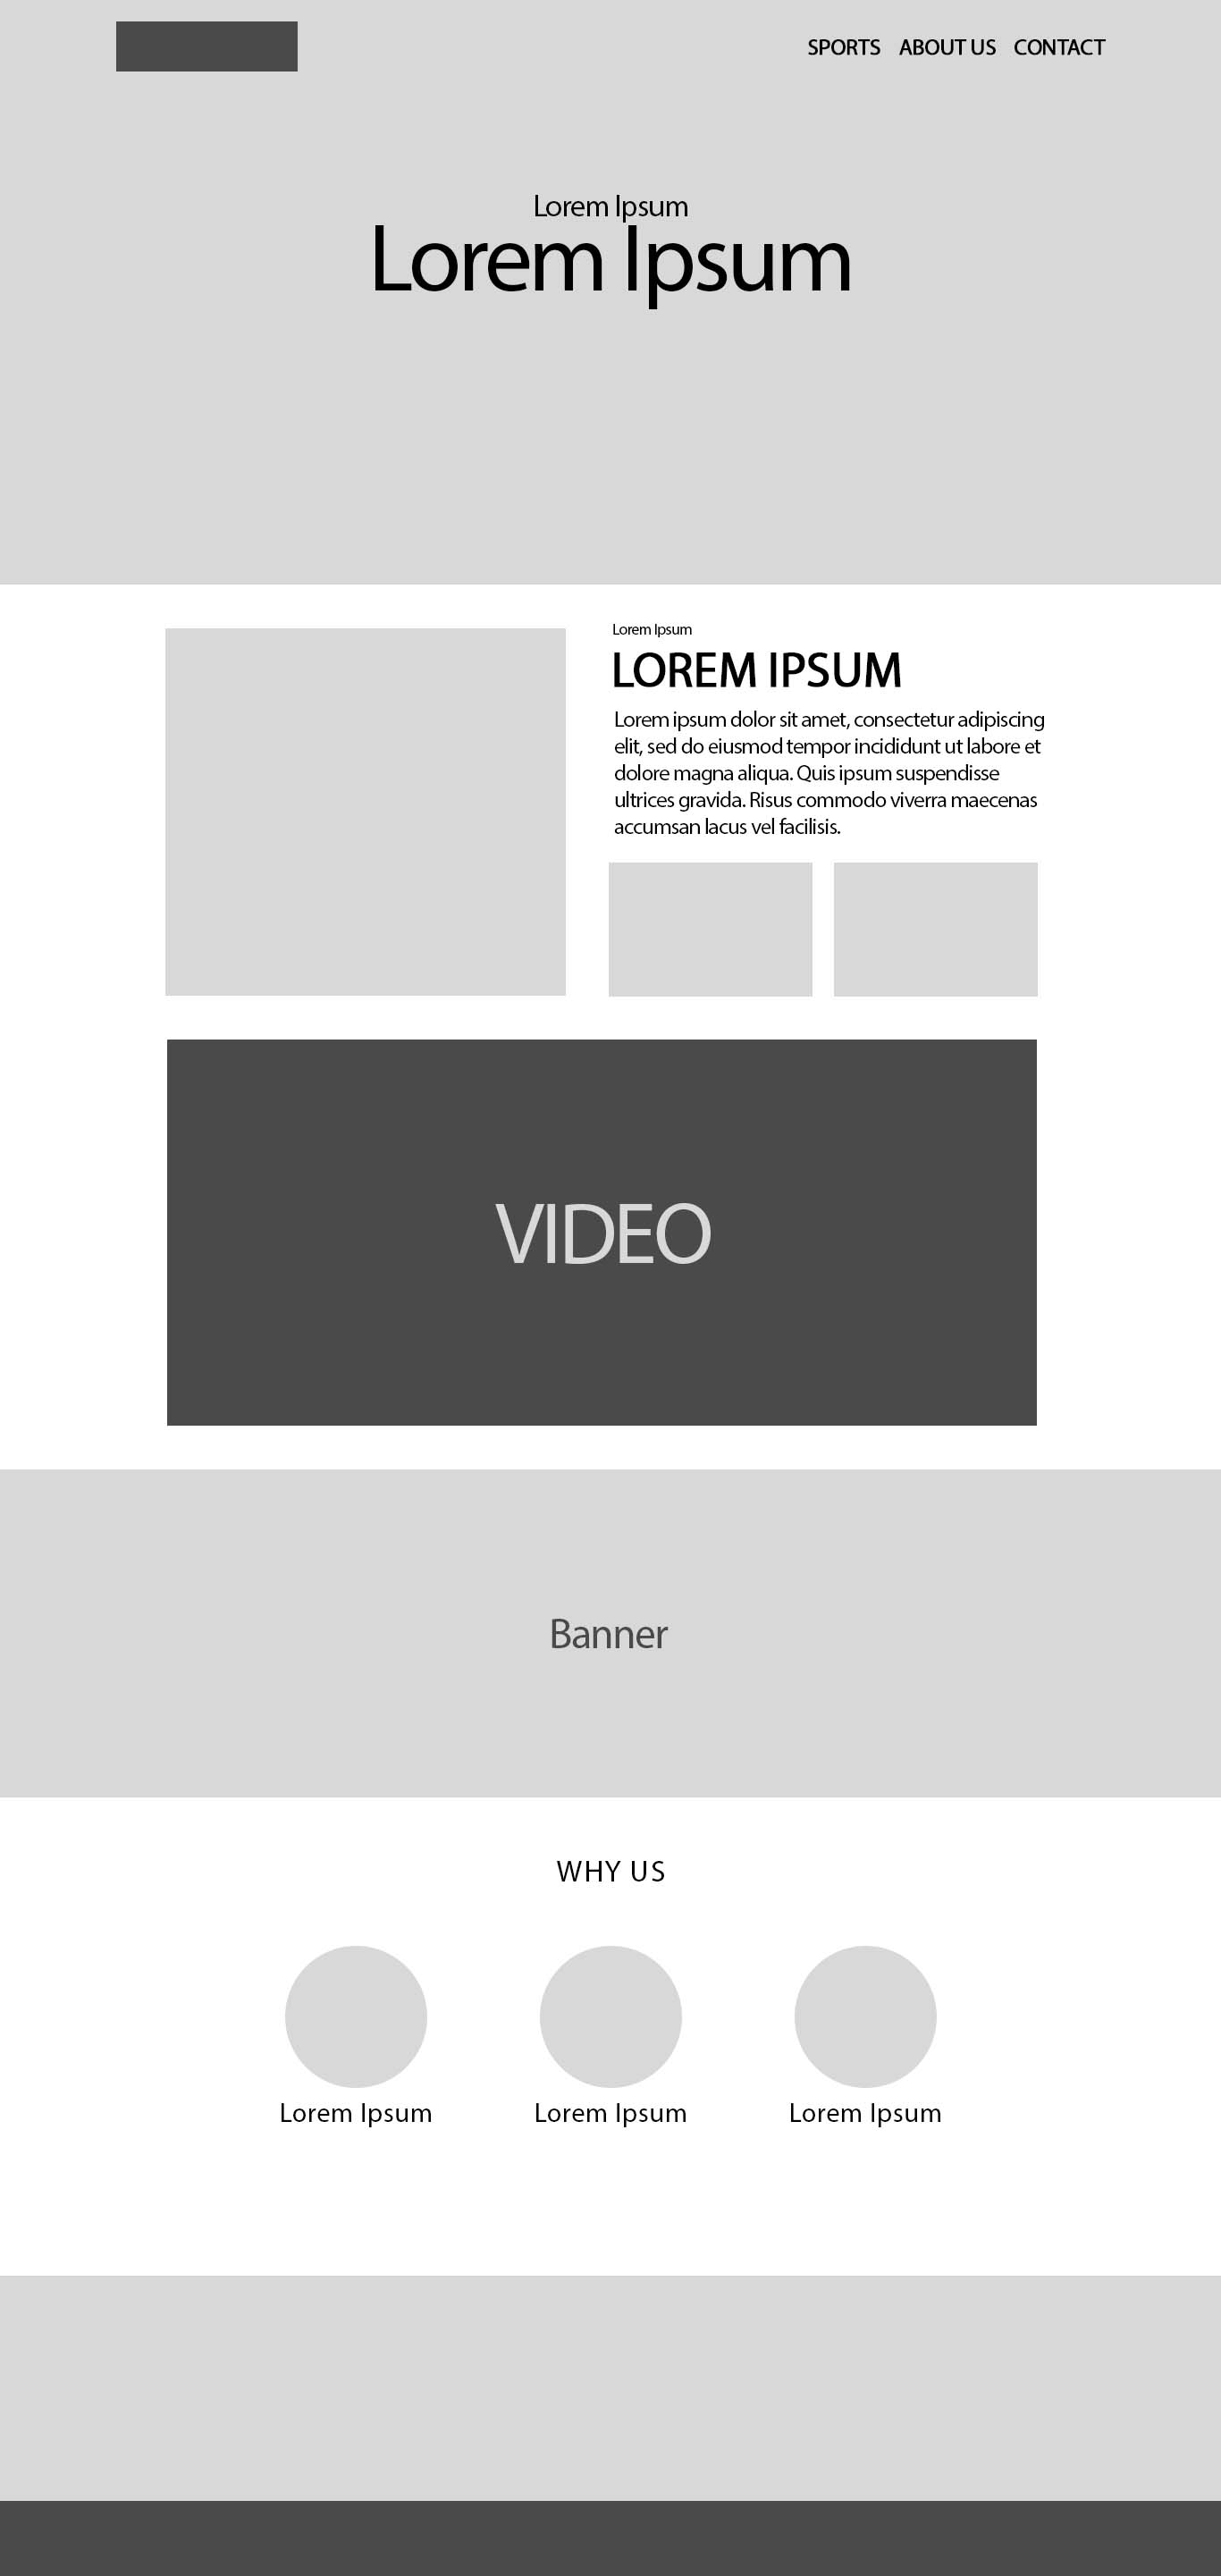 SPORTS ABOUT US CONTACT
Lorem Ipsum
Lorem Ipsum
Lorem Ipsum
LOREM IPSUM
Lorem ipsum dolor sit amet, consectetur adipiscing
elit, sed do eiusmod tempor incididunt ut labore et
dolore magna aliqua. Quis ipsum suspendisse
ultrices gravida. Risus commodo viverra maecenas
accumsan lacus vel facilisis.
VIDEO
Banner
WHY US
Lorem Ipsum Lorem Ipsum Lorem Ipsum